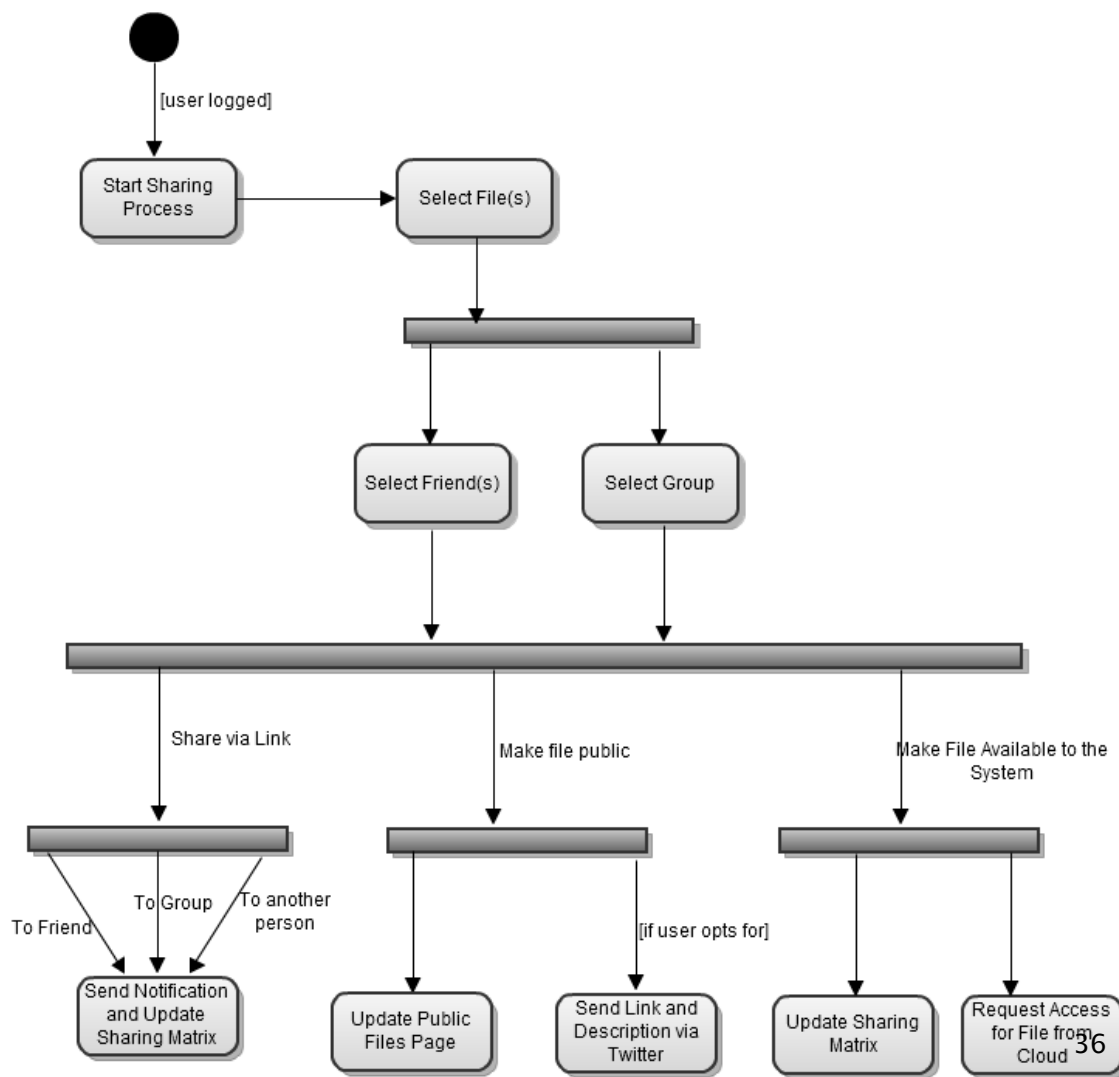 [user logged]
Start Sharing
Process
Select File(s)
Select Friend(s)
Select Group
Share via Link
Make file public
Make File Available to the
System
To Friend
To Group
To another
person
[if user opts for]
Send Notification
and Update
Sharing Matrix
Update Public
Files Page
Send Link and
Description via
Twitter
Update Sharing
Matrix
Request Access
for File from
Cloud
36